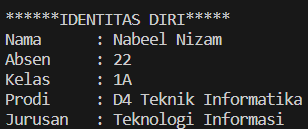 ******IDENTITAS DIRI*****
Nama     : Nabeel Nizam
Absen    : 22
Kelas    : 1A
Prodi    : D4 Teknik Informatika
Jurusan  : Teknologi Informasi